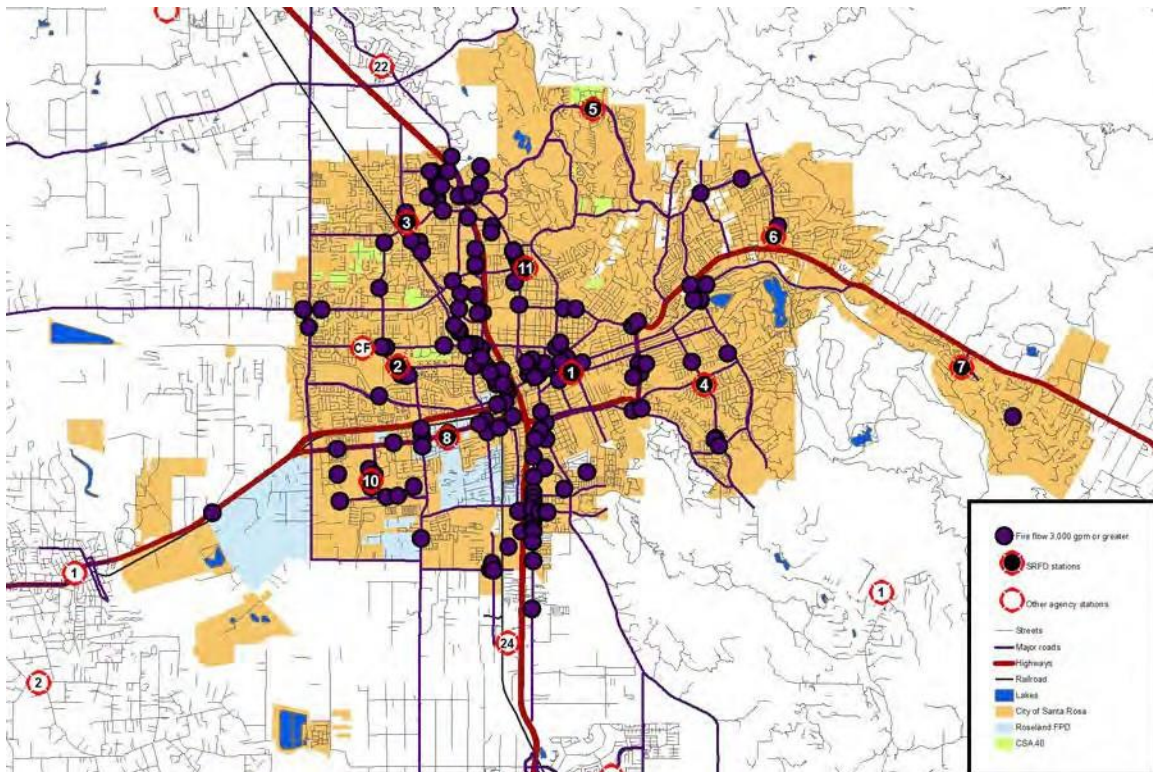 22
5
3
6
11
CF
2
1
7
4
8
10
1
1
24
2
Fire flow 3,000 gpm or greater
SRFD stations
Other agency stations
Streets
Major roads
Highways
Railroad
Lakes
City of Santa Rosa
Roseland FPD
CSA 40